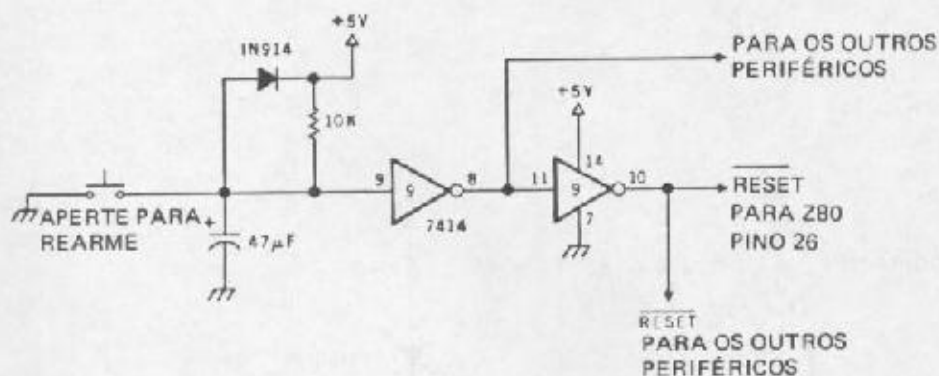 +5V
1N914
10K
APERTE PARA
REARME
+
47µF
9
9
8
7414
PARA OS OUTROS
PERIFÉRICOS
+5V
14
11
9
10
7
RESET
PARA Z80
PINO 26
RESET
PARA OS OUTROS
PERIFÉRICOS